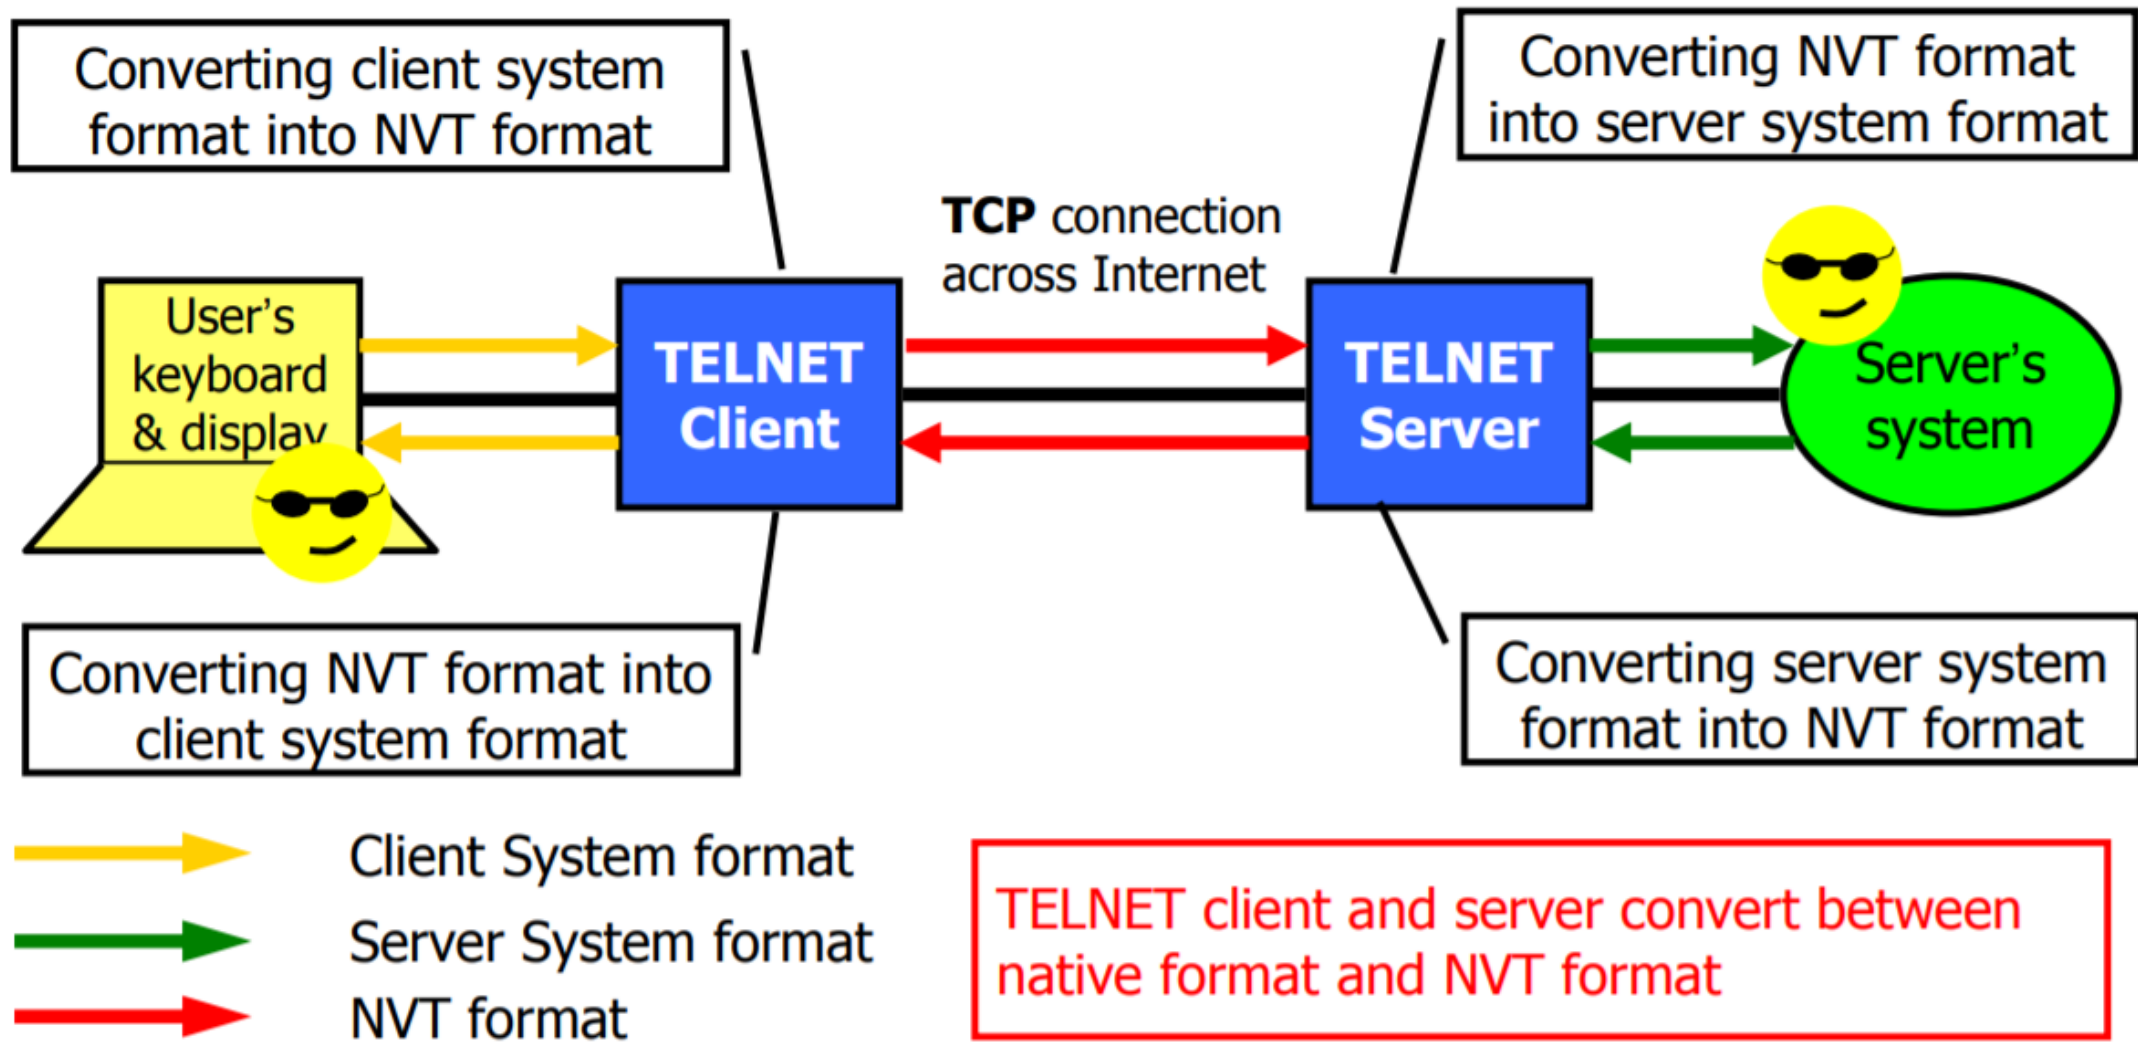 Converting client system
format into NVT format
Converting NVT format
into server system format
TCP connection
across Internet
User's
keyboard
& display
TELNET
Client
TELNET
Server
Server's
system
Converting NVT format into
client system format
Converting server system
format into NVT format
Client System format
Server System format
NVT format
TELNET client and server convert between
native format and NVT format